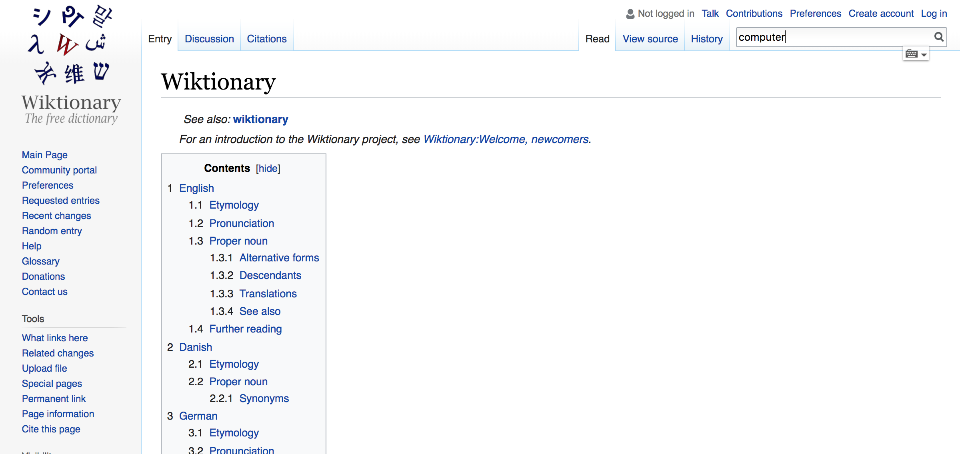 シ 말
λ W ش
维 ש
Wiktionary
The free dictionary
Main Page
Community portal
Preferences
Requested entries
Recent changes
Random entry
Help
Glossary
Donations
Contact us
Tools
What links here
Related changes
Upload file
Special pages
Permanent link
Page information
Cite this page
Not logged in Talk Contributions Preferences Create account Log in
Entry Discussion Citations Read View source History computer
Wiktionary
See also: wiktionary
For an introduction to the Wiktionary project, see Wiktionary:Welcome, newcomers.
Contents [hide]
1 English
1.1 Etymology
1.2 Pronunciation
1.3 Proper noun
1.3.1 Alternative forms
1.3.2 Descendants
1.3.3 Translations
1.3.4 See also
1.4 Further reading
2 Danish
2.1 Etymology
2.2 Proper noun
2.2.1 Synonyms
3 German
3.1 Etymology
3.2 Pronunciation